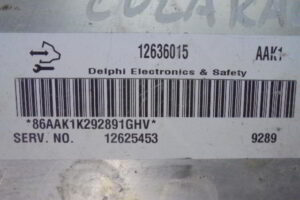 12636015 AAK1
Delphi Electronics & Safety
*86AAK1K292891GHV*
SERV. NO. 12625453 9289